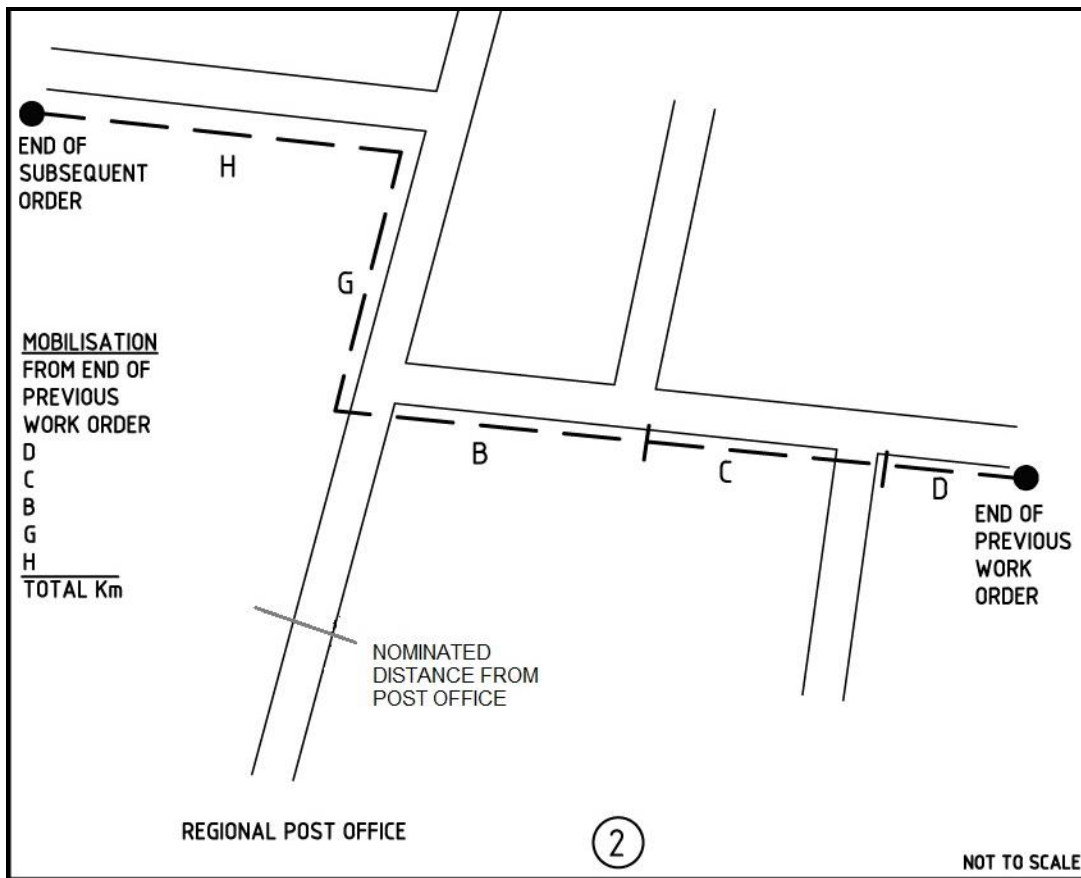 END OF
SUBSEQUENT
ORDER
H
G
MOBILISATION
FROM END OF
PREVIOUS
WORK ORDER
D
C
B
G
H
TOTAL Km
B
C
D
END OF
PREVIOUS
WORK
ORDER
NOMINATED
DISTANCE FROM
POST OFFICE
REGIONAL POST OFFICE
2
NOT TO SCALE